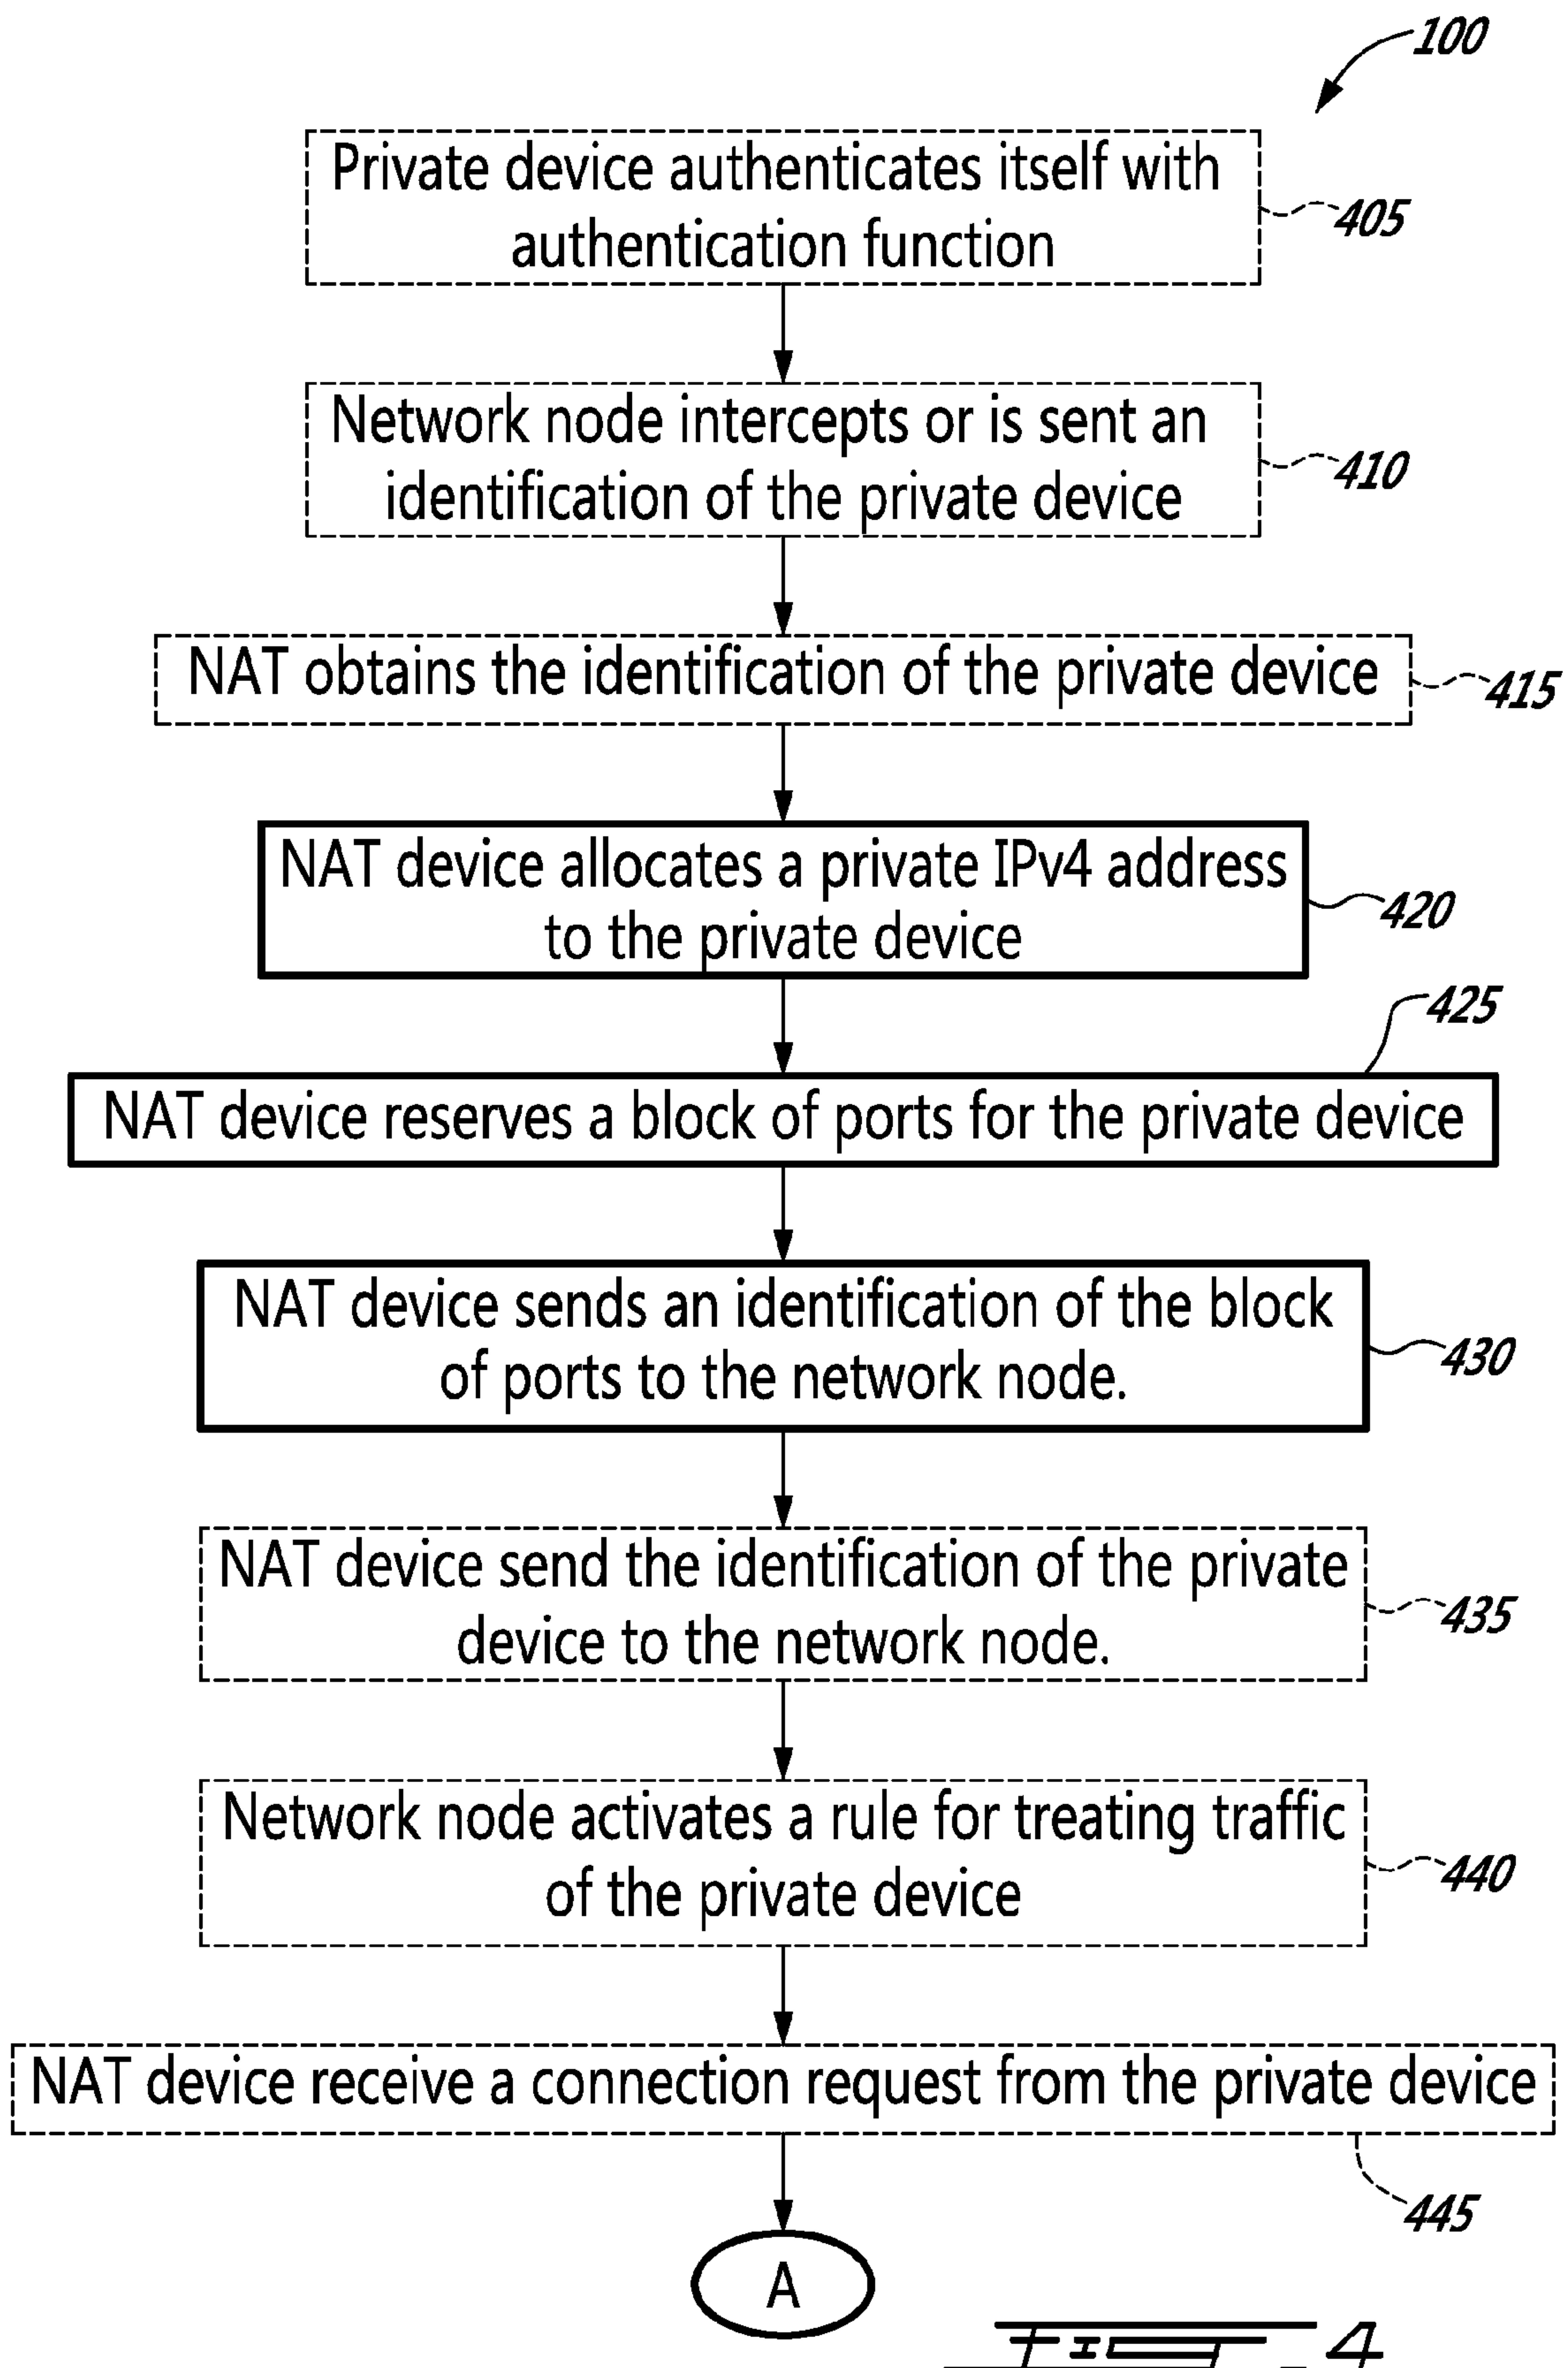 100
Private device authenticates itself with
authentication function
405
Network node intercepts or is sent an
identification of the private device
410
NAT obtains the identification of the private device
415
NAT device allocates a private IPv4 address
to the private device
420
425
NAT device reserves a block of ports for the private device
NAT device sends an identification of the block
of ports to the network node.
430
NAT device send the identification of the private
device to the network node.
435
Network node activates a rule for treating traffic
of the private device
440
NAT device receive a connection request from the private device
445
A
FIG_4